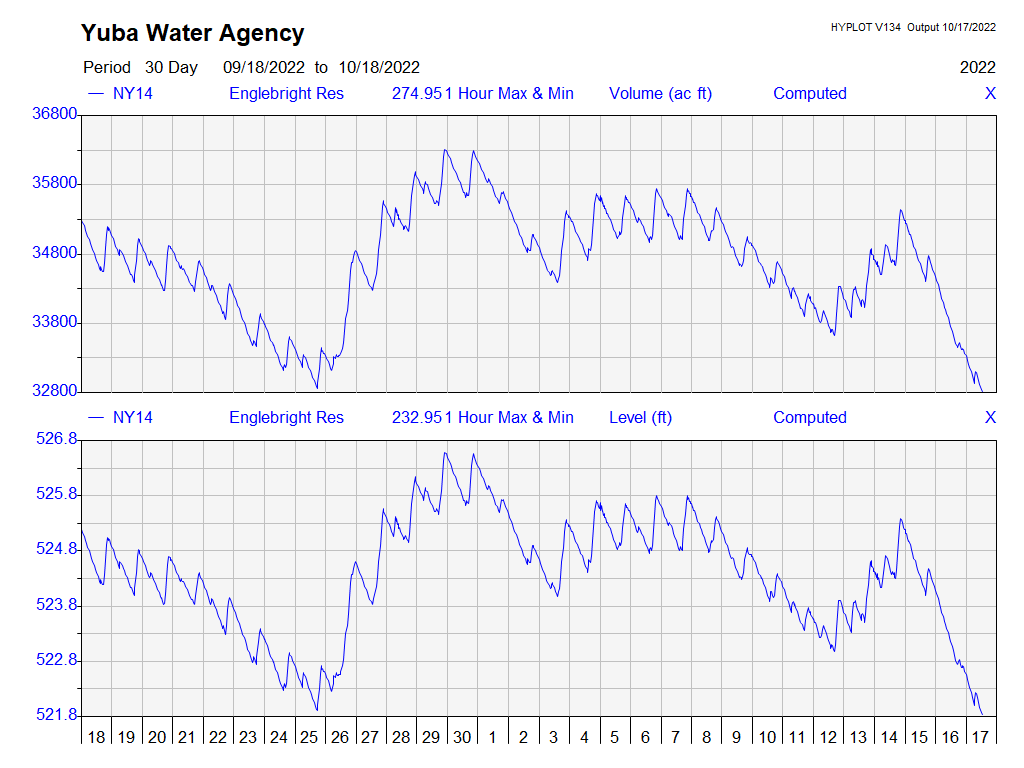 Yuba Water Agency
HYPLOT V134 Output 10/17/2022
Period 30 Day 09/18/2022 to 10/18/2022 2022
NY14 Englebright Res 274.951 Hour Max & Min Volume (ac ft) Computed X
36800
35800
34800
33800
32800
NY14 Englebright Res 232.951 Hour Max & Min Level (ft) Computed X
526.8
525.8
524.8
523.8
522.8
521.8
18 19 20 21 22 23 24 25 26 27 28 29 30 1 2 3 4 5 6 7 8 9 10 11 12 13 14 15 16 17